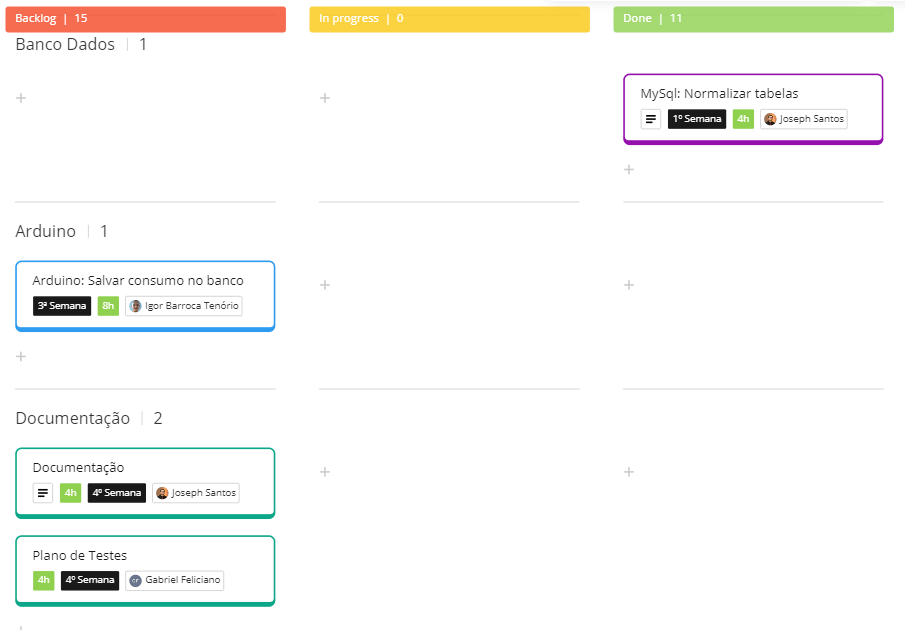 Backlog | 15
In progress | 0
Done | 11
Banco Dados | 1
MySql: Normalizar tabelas
1º Semana 4h Joseph Santos
Arduino | 1
Arduino: Salvar consumo no banco
3ª Semana 8h Igor Barroca Tenório
Documentação | 2
Documentação
4h 4º Semana Joseph Santos
Plano de Testes
4h 4º Semana GF Gabriel Feliciano